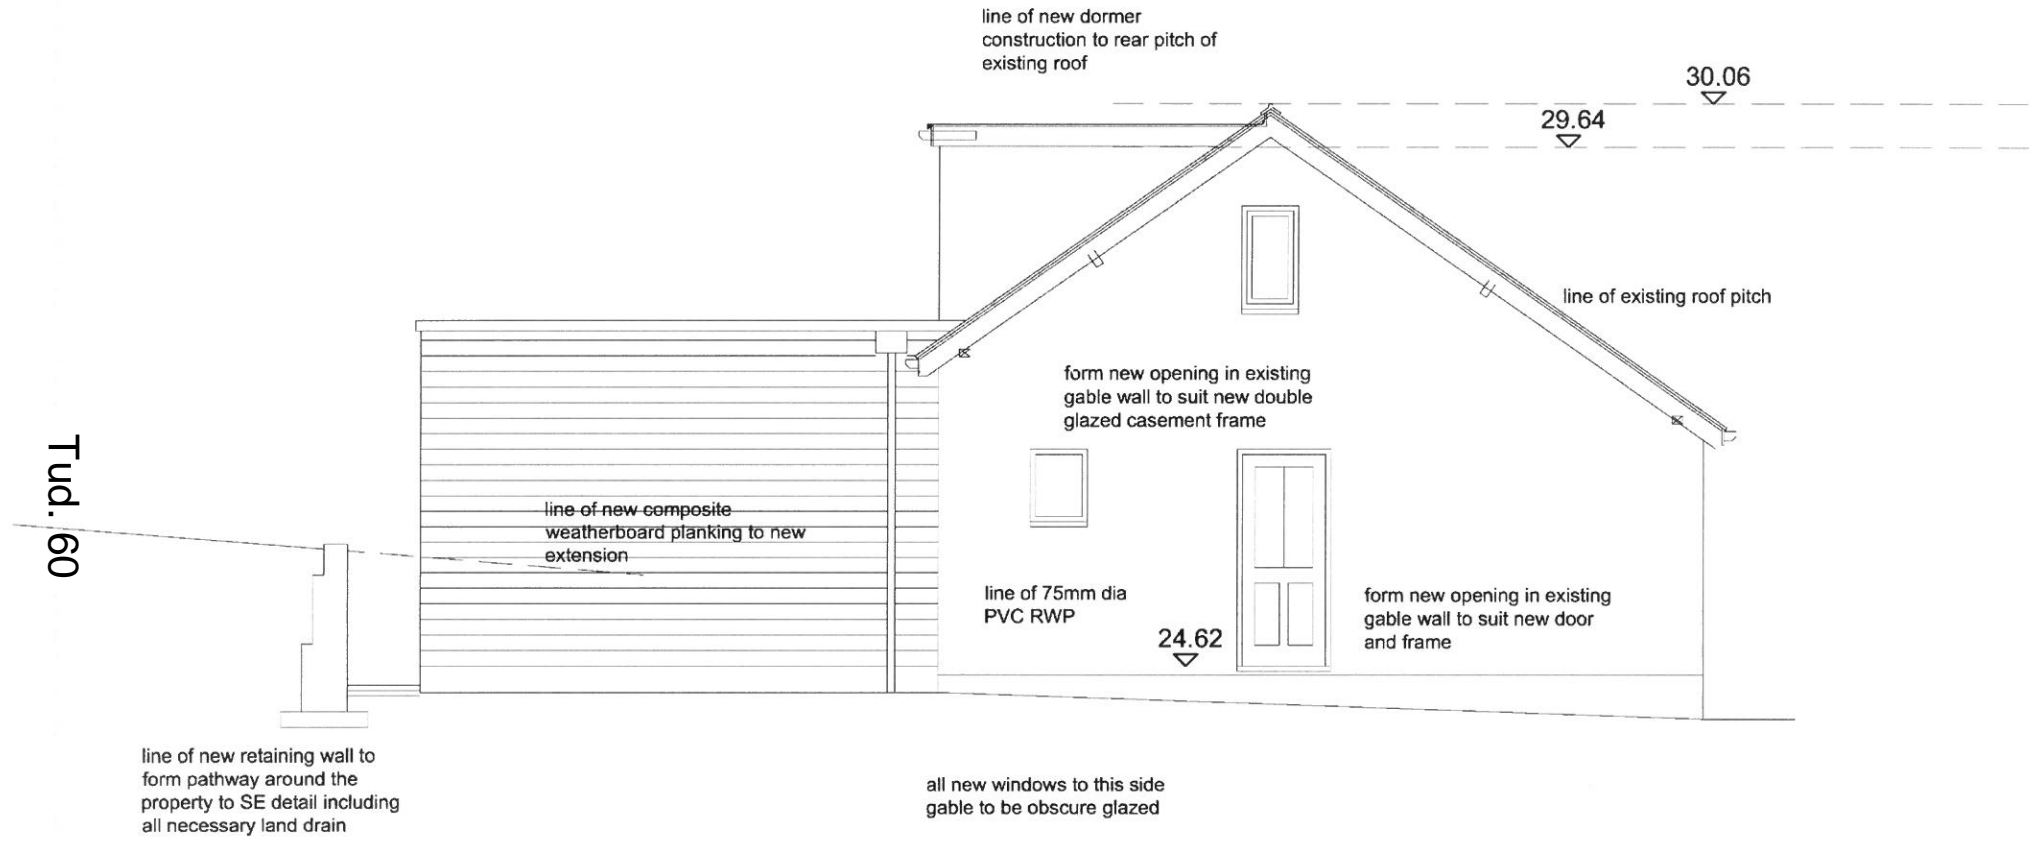 line of new dormer
construction to rear pitch of
existing roof
30.06
29.64
line of existing roof pitch
form new opening in existing
gable wall to suit new double
glazed casement frame
Tud. 60
line of new composite
weatherboard planking to new
extension
line of 75mm dia
PVC RWP
24.62
form new opening in existing
gable wall to suit new door
and frame
line of new retaining wall to
form pathway around the
property to SE detail including
all necessary land drain
all new windows to this side
gable to be obscure glazed